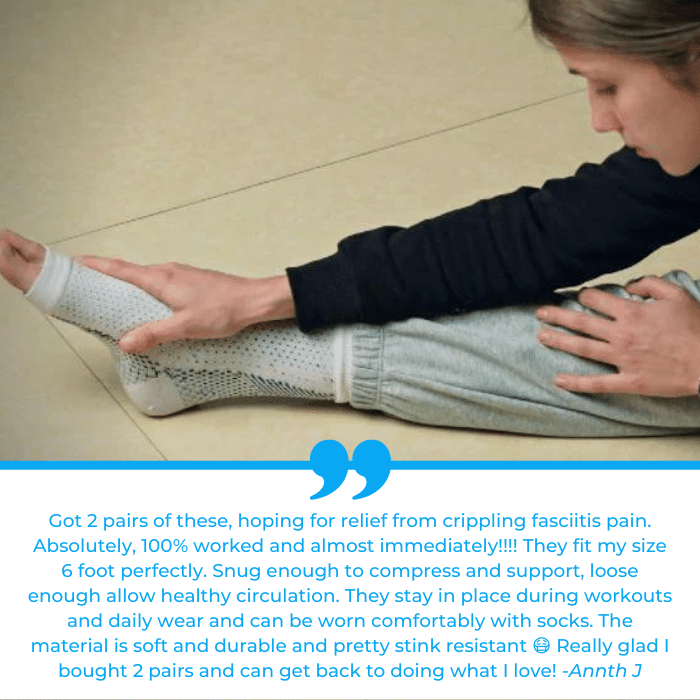 Got 2 pairs of these, hoping for relief from crippling fasciitis pain.
Absolutely, 100% worked and almost immediately!!!! They fit my size
6 foot perfectly. Snug enough to compress and support, loose
enough allow healthy circulation. They stay in place during workouts
and daily wear and can be worn comfortably with socks. The
material is soft and durable and pretty stink resistant 😷 Really glad I
bought 2 pairs and can get back to doing what I love! -Annth J